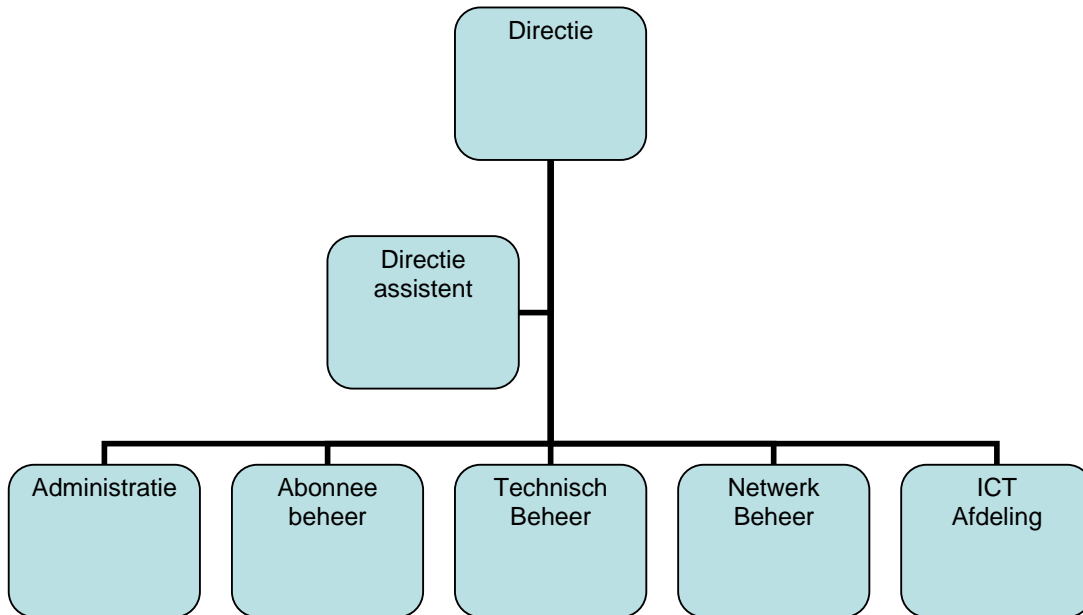 Directie
Directie
assistent
Administratie
Abonnee
beheer
Technisch
Beheer
Netwerk
Beheer
ICT
Afdeling